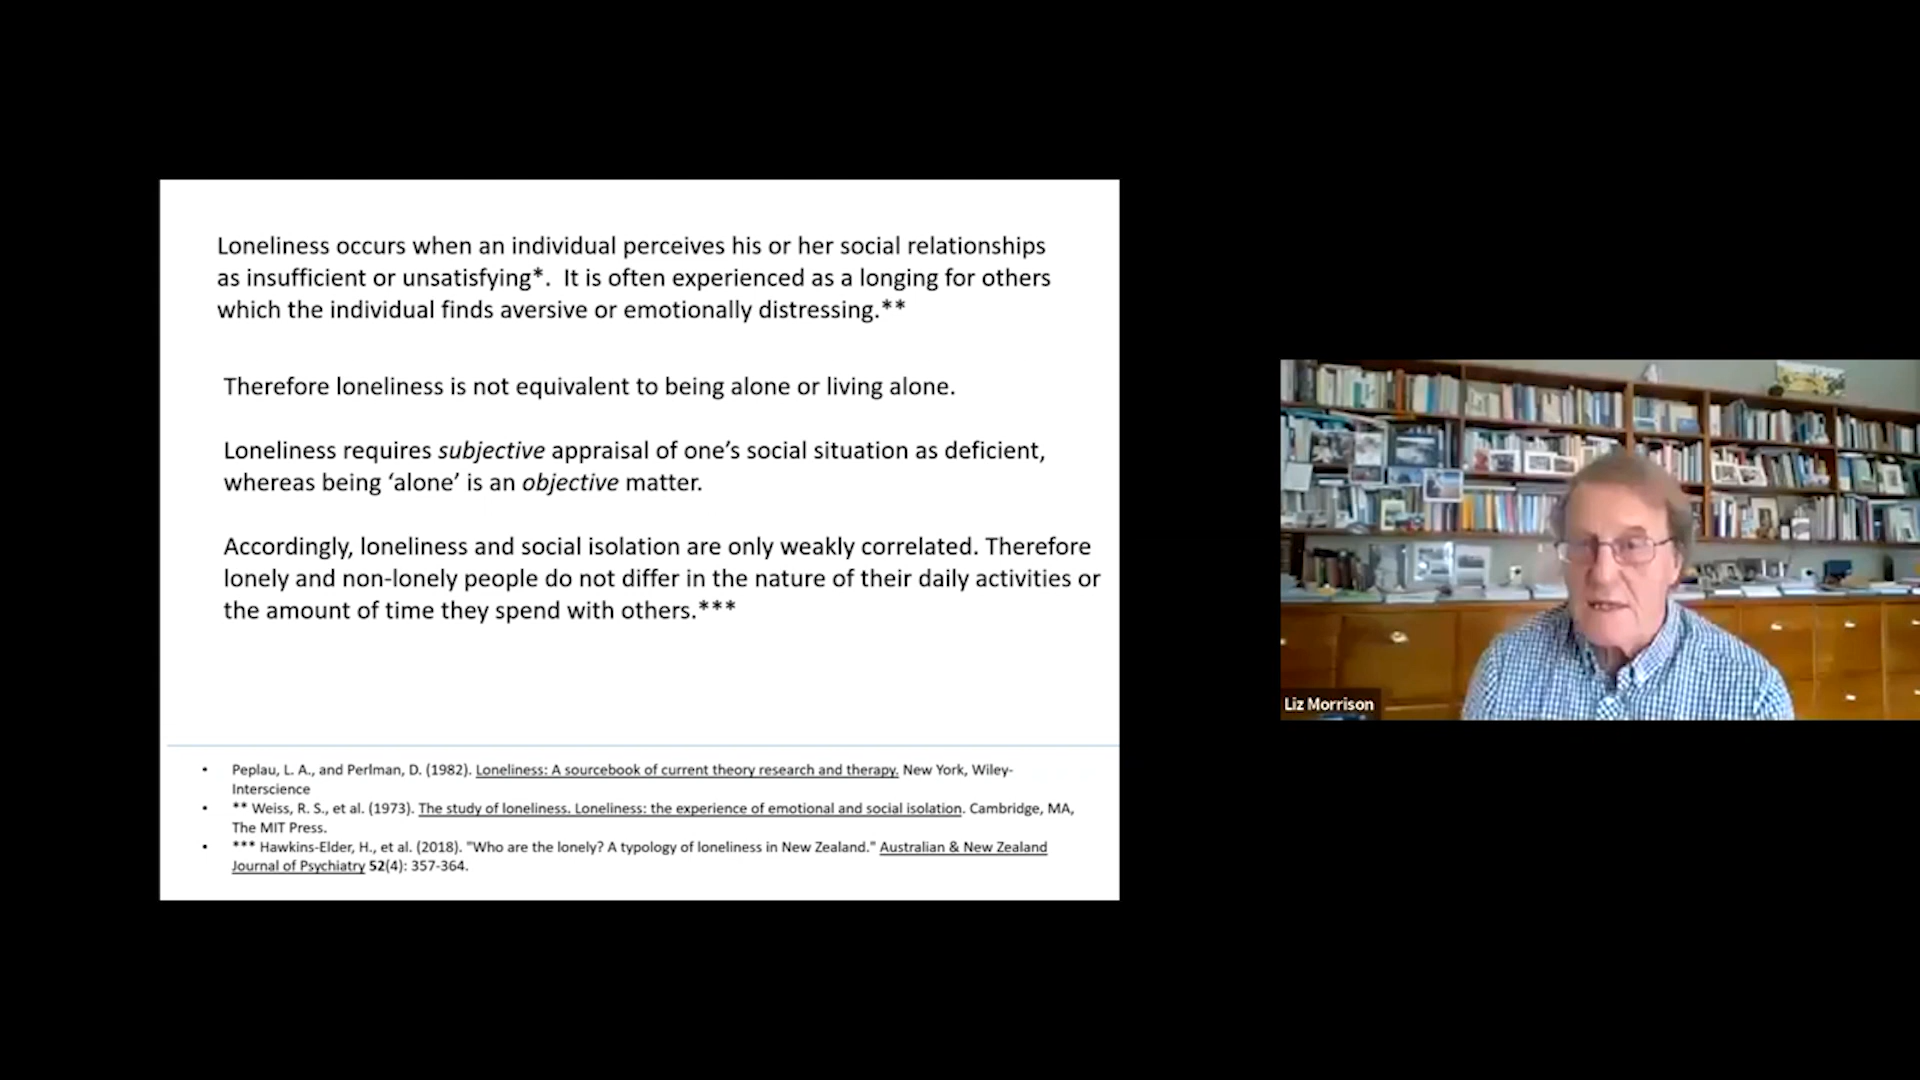 Loneliness occurs when an individual perceives his or her social relationships
as insufficient or unsatisfying*.  It is often experienced as a longing for others
which the individual finds aversive or emotionally distressing.**
Therefore loneliness is not equivalent to being alone or living alone.
Loneliness requires subjective appraisal of one’s social situation as deficient,
whereas being ‘alone’ is an objective matter.
Accordingly, loneliness and social isolation are only weakly correlated. Therefore
lonely and non-lonely people do not differ in the nature of their daily activities or
the amount of time they spend with others.***
• Peplau, L. A., and Perlman, D. (1982). Loneliness: A sourcebook of current theory research and therapy. New York, Wiley-
Interscience
• ** Weiss, R. S., et al. (1973). The study of loneliness. Loneliness: the experience of emotional and social isolation. Cambridge, MA,
The MIT Press.
• *** Hawkins-Elder, H., et al. (2018). "Who are the lonely? A typology of loneliness in New Zealand." Australian & New Zealand
Journal of Psychiatry 52(4): 357-364.
Liz Morrison